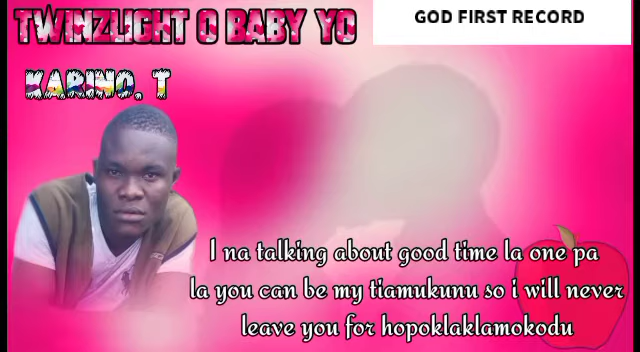 TWINZLIGHT O BABY YO
GOD FIRST RECORD
KARINO. T
I na talking about good time la one pa
la you can be my tiamukunu so i will never
leave you for hopoklaklamokodu